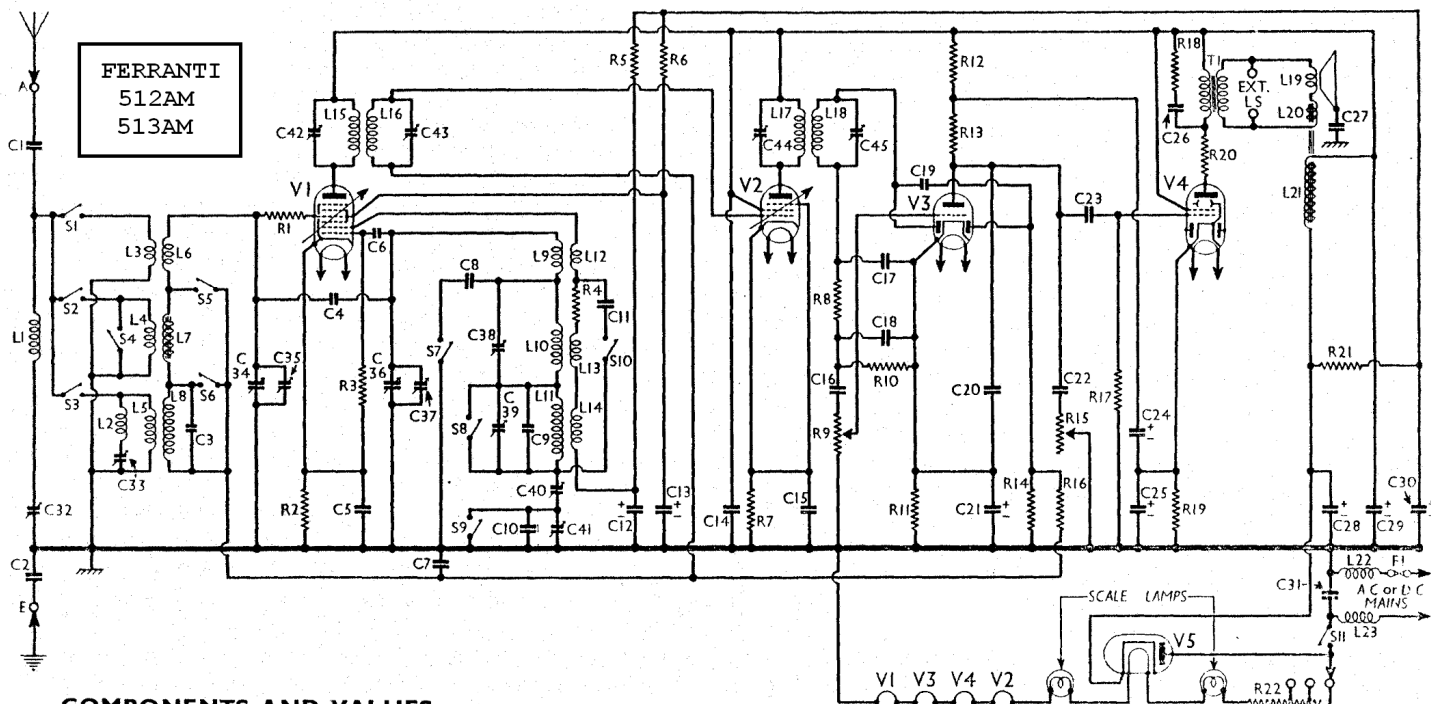 FERRANTI
512AM
513AM
A
C1
L1
C32
C2
E
S1
S2
S3
S4
L3
L4
L5
L2
C33
L6
L7
L8
S5
S6
C3
C42
L15
L16
C43
V1
R1
C6
C4
C
34
C35
R3
C
36
C37
R2
C5
C7
C8
S7
C38
S8
C
39
C9
C40
S9
C10
C41
L9
L10
L11
L12
R4
C11
L13
S10
L14
R5
R6
C12
+
−
C13
+
−
L17
L18
C44
C45
V2
C14
R7
C15
C19
V3
R8
C17
C18
R10
C16
R9
R11
R12
R13
C20
C21
+
−
R14
R16
C23
C22
R15
R17
C24
+
−
C25
+
−
R19
R18
T1
C26
EXT.
LS
L19
L20
C27
R20
V4
L21
R21
C28
+
C29
+
−
C30
+
−
L22
F1
C31
AC or DC
MAINS
L23
S11
SCALE LAMPS
V5
V1 V3 V4 V2
R22
COMPONENTS AND VALUES